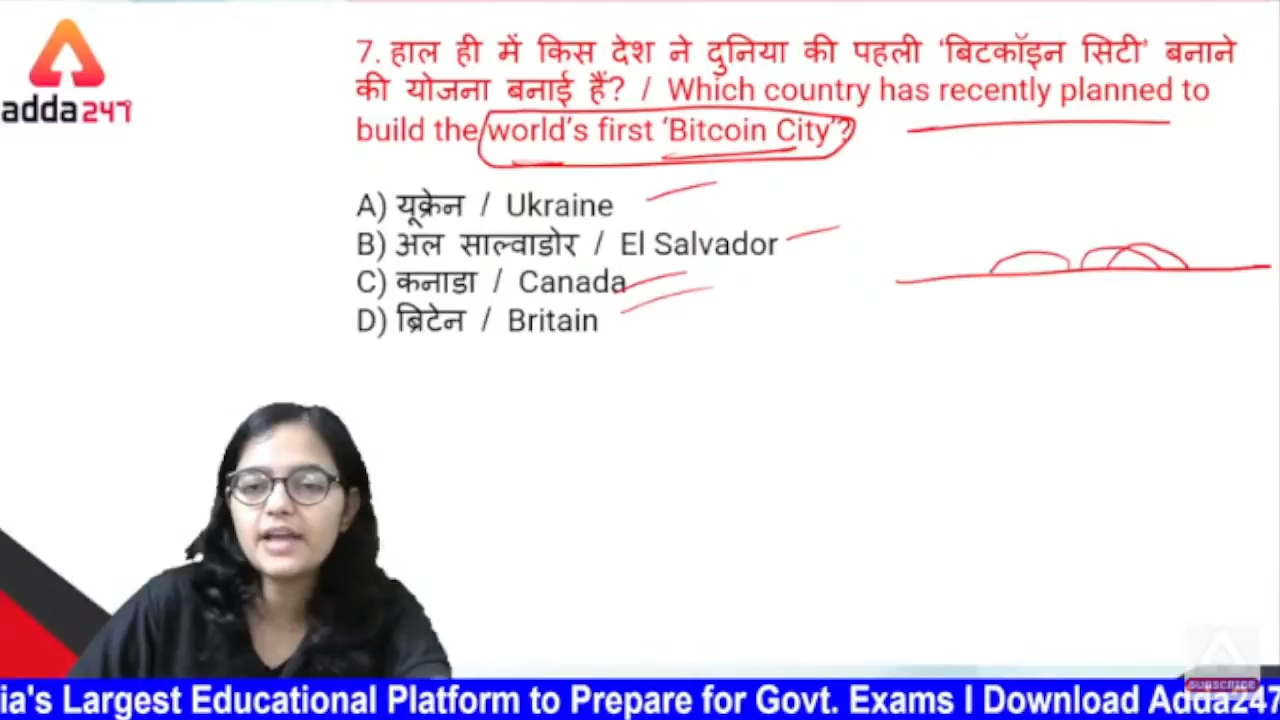 adda247
7. हाल ही में किस देश ने दुनिया की पहली ‘बिटकॉइन सिटी’ बनाने
की योजना बनाई हैं? / Which country has recently planned to
build the world's first ‘Bitcoin City’?
A) यूक्रेन / Ukraine
B) अल साल्वाडोर / El Salvador
C) कनाडा / Canada
D) ब्रिटेन / Britain
SUBSCRIBE
ia's Largest Educational Platform to Prepare for Govt. Exams I Download Adda247